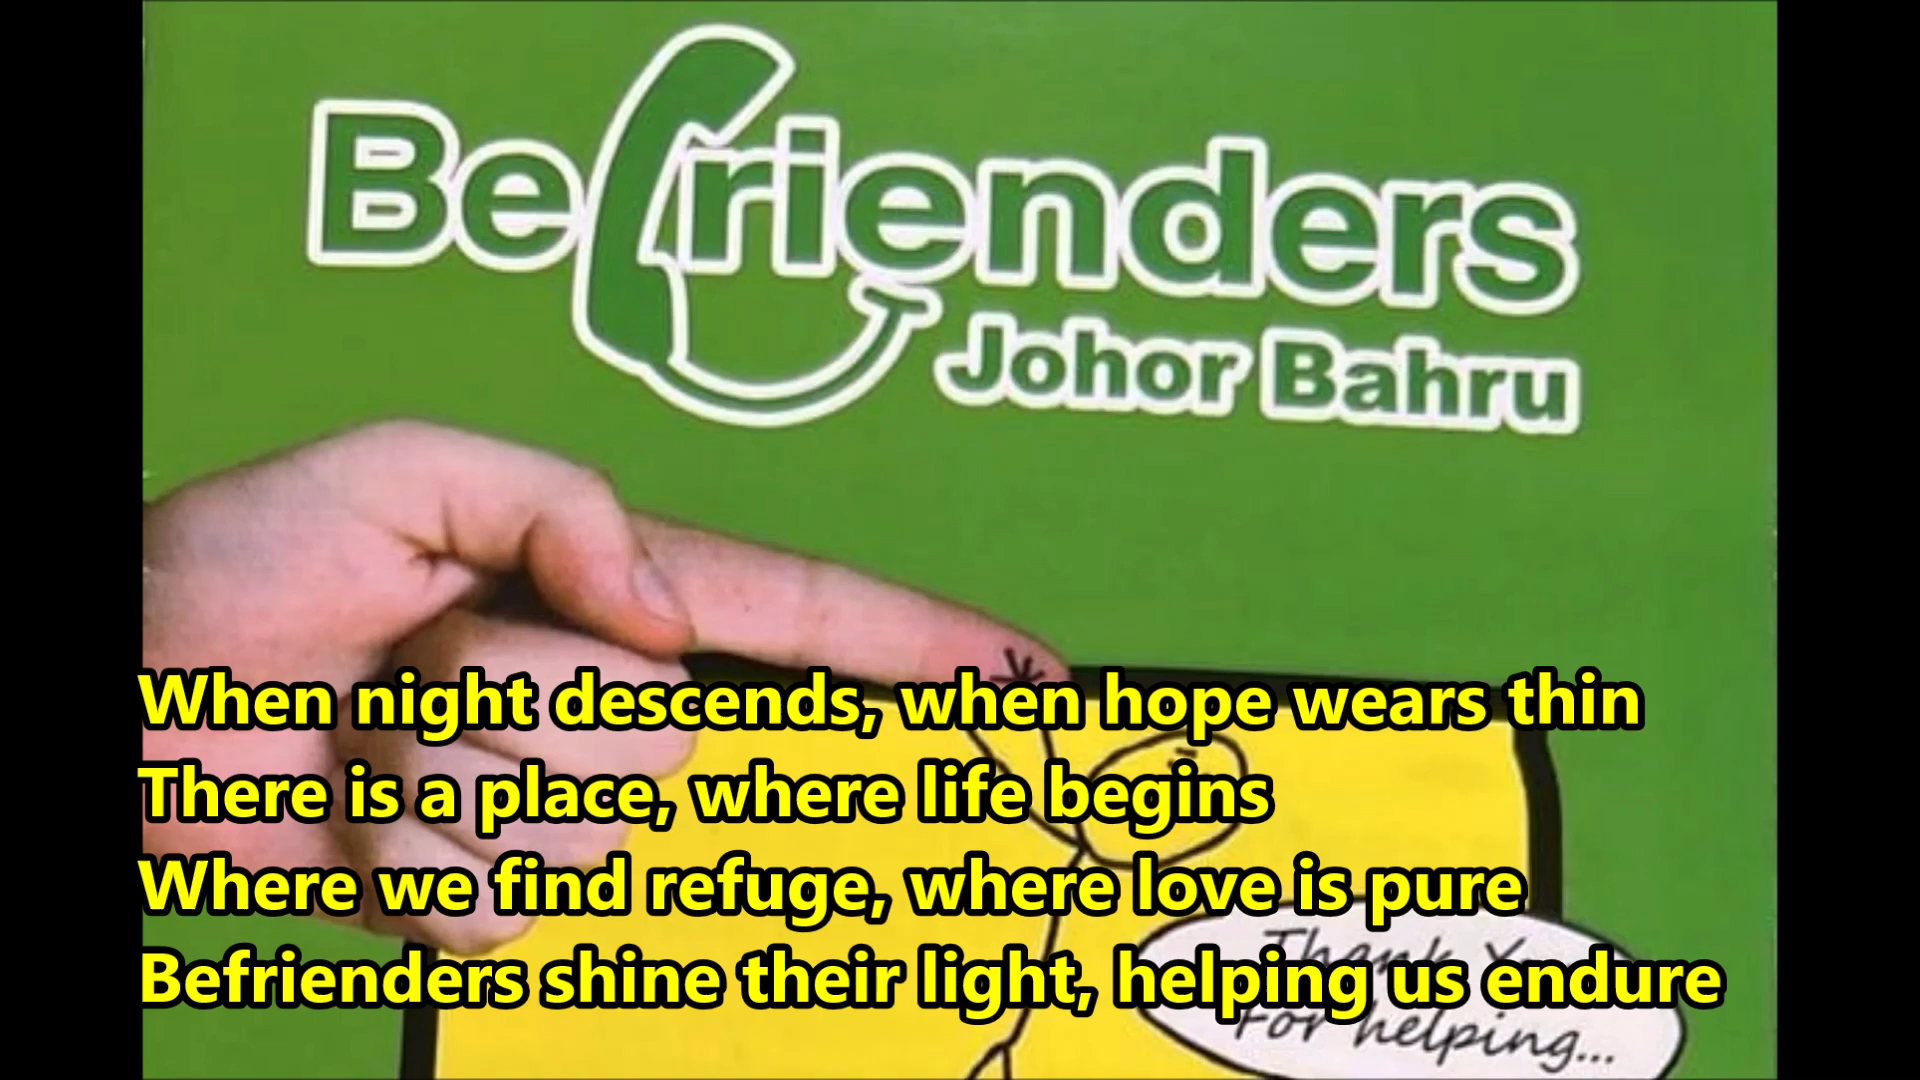 Befrienders
Johor Bahru
When night descends, when hope wears thin
There is a place, where life begins
Where we find refuge, where love is pure
Befrienders shine their light, helping us endure
Thank
For helping...